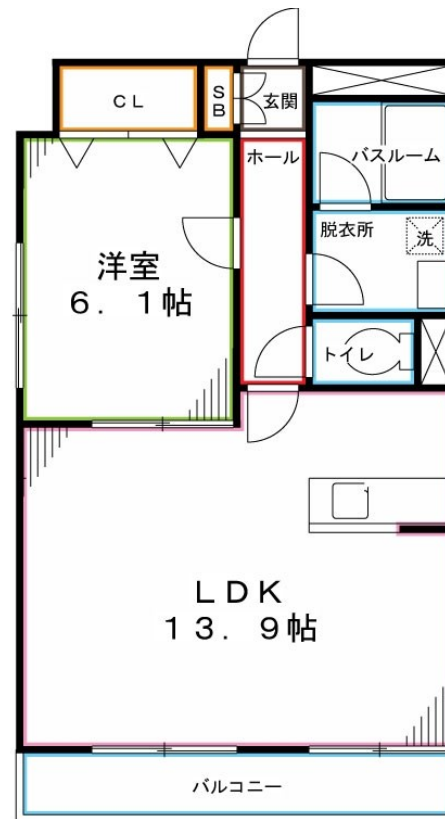 CL
SB
玄関
ホール
バスルーム
脱衣所
洗
洋室
6.1帖
トイレ
LDK
13.9帖
バルコニー